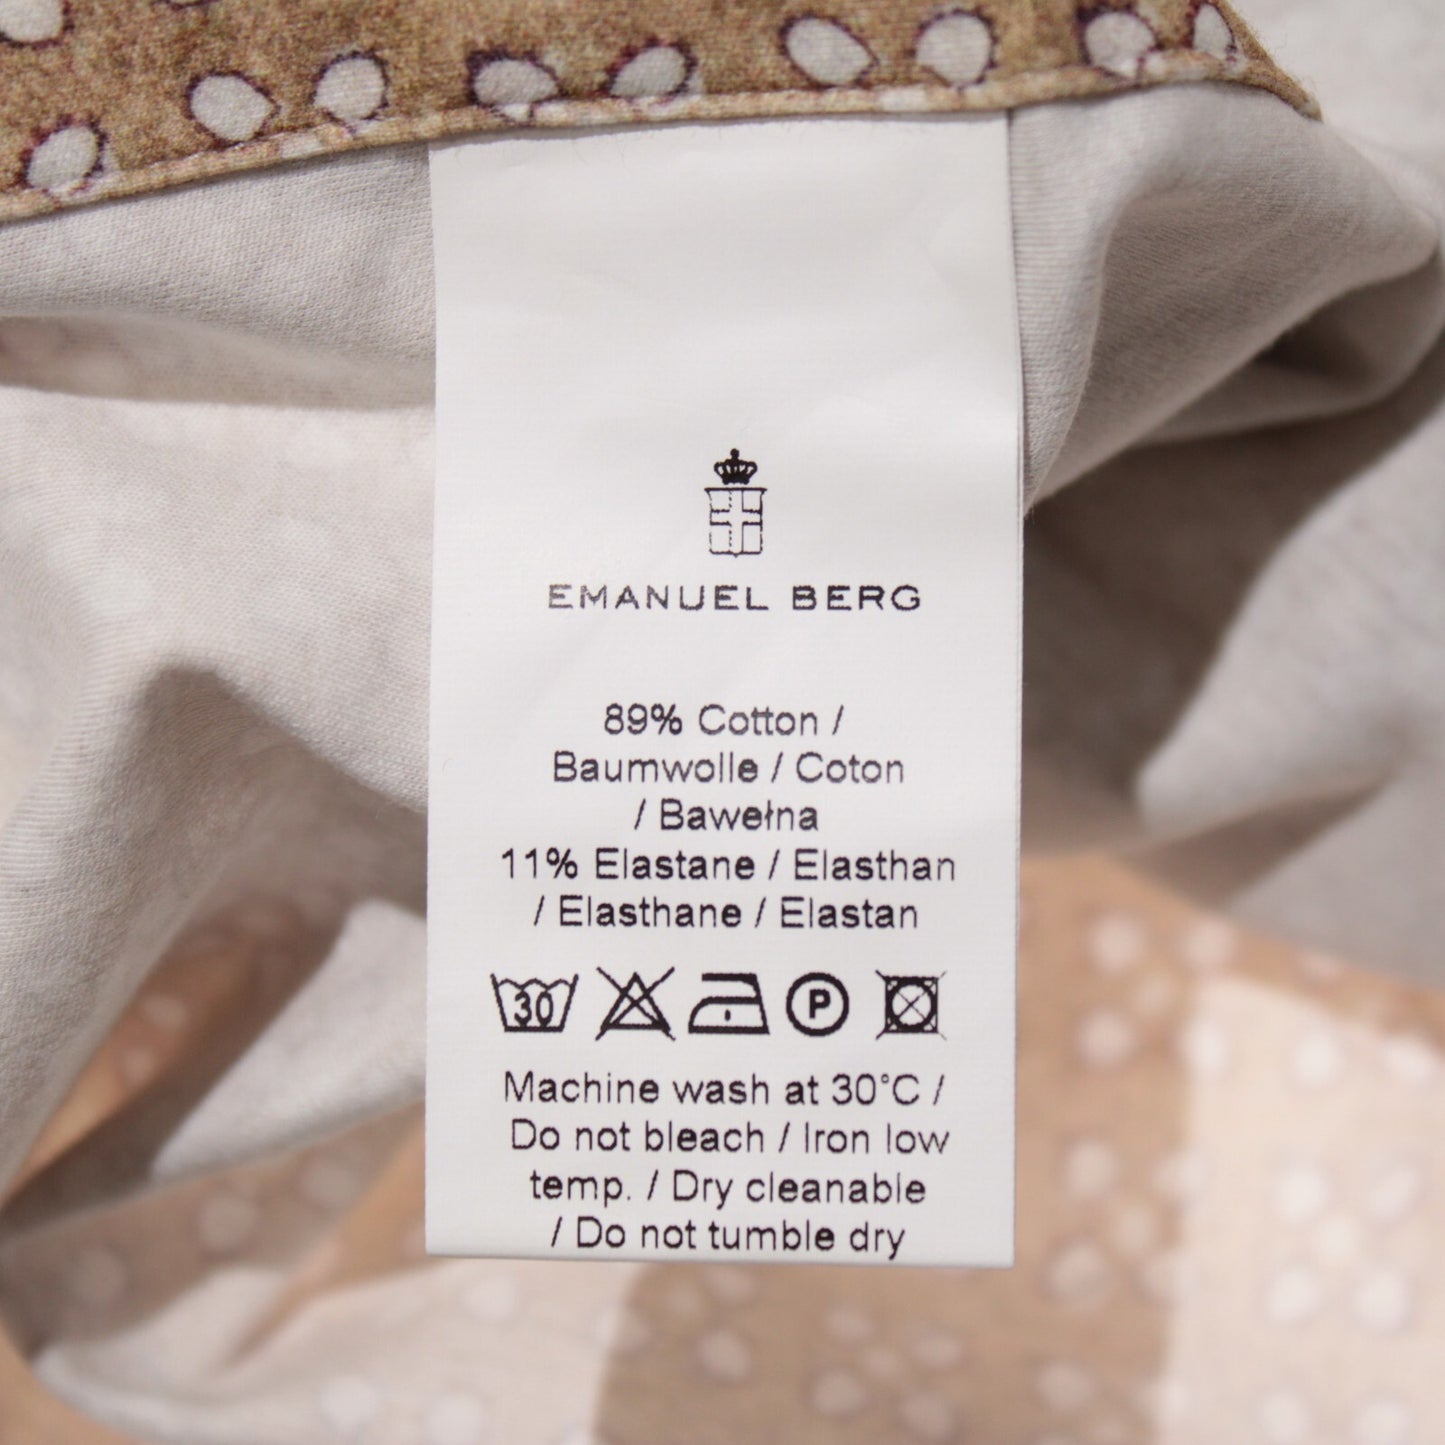 EMANUEL BERG
89% Cotton /
Baumwolle / Coton
/ Bawełna
11% Elastane / Elasthan
/ Elasthane / Elastan
30 P
Machine wash at 30°C /
Do not bleach / Iron low
temp. / Dry cleanable
/ Do not tumble dry